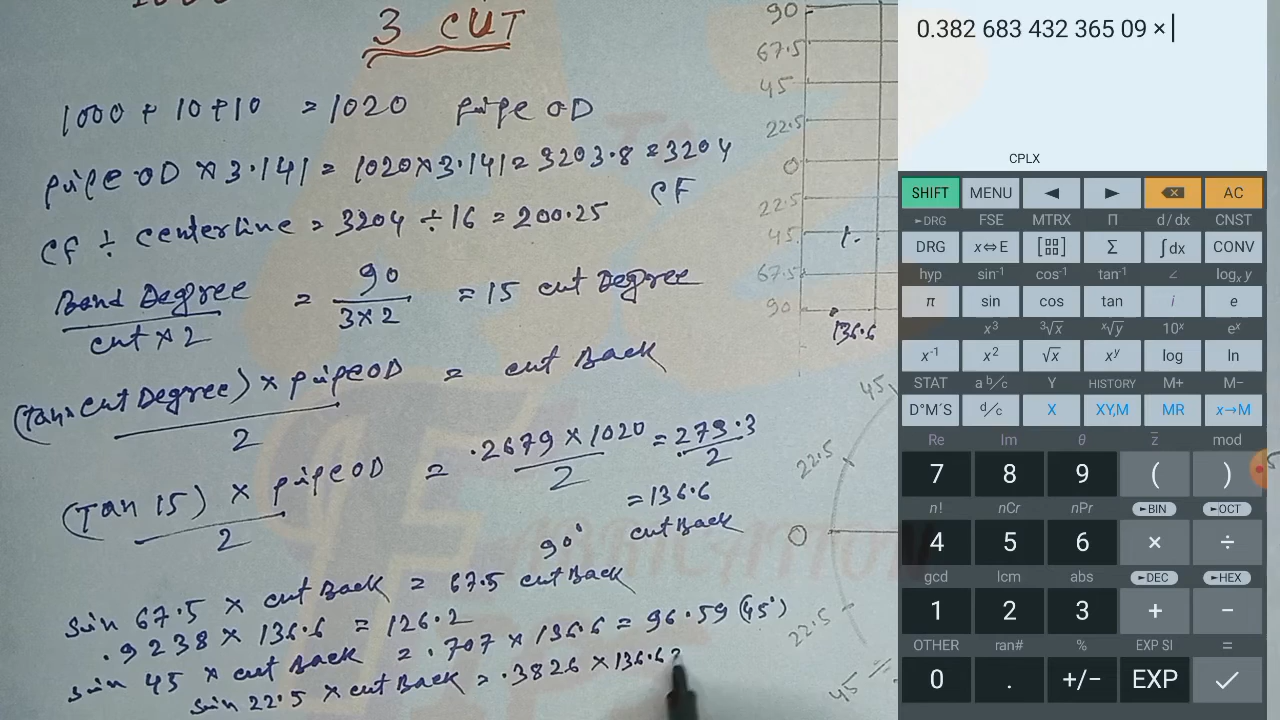 3 CUT
1000 + 10 + 10 = 1020 pipe OD
pipe OD × 3.141 = 1020 × 3.141 = 3203.8 = 3204
CF
CF ÷ centerline = 3204 ÷ 16 = 200.25
Band Degree / cut × 2 = 90 / 3×2 = 15 cut Degree
(Tan × cut Degree) × pipe OD / 2 = cut Back
(Tan 15) × pipe OD / 2 = .2679 × 1020 / 2 = 273.3 / 2
= 136.6
90° cut Back
sin 67.5 × cut Back = 67.5 cut Back
.9238 × 136.6 = 126.2
sin 45 × cut Back = .707 × 136.6 = 96.59 (45°)
sin 22.5 × cut Back = .3826 × 136.6 =
90
67.5
45
22.5
0
22.5
45
67.5
90
136.6
45
22.5
0
22.5
45
0.382 683 432 365 09 ×
CPLX
SHIFT MENU ◄ ► AC
►DRG FSE MTRX Π d/dx CNST
DRG x⇔E Σ ∫dx CONV
hyp sin⁻¹ cos⁻¹ tan⁻¹ ∠ logₓ y
π sin cos tan i e
x³ ³√x ˣ√y 10ˣ eˣ
x⁻¹ x² √x xʸ log ln
STAT a b/c Y HISTORY M+ M−
D°M'S d/c X XY,M MR x→M
Re Im θ z̅ mod
7 8 9 ( )
n! nCr nPr ►BIN ►OCT
4 5 6 × ÷
gcd lcm abs ►DEC ►HEX
1 2 3 + −
OTHER ran# % EXP SI =
0 . +/− EXP ✓